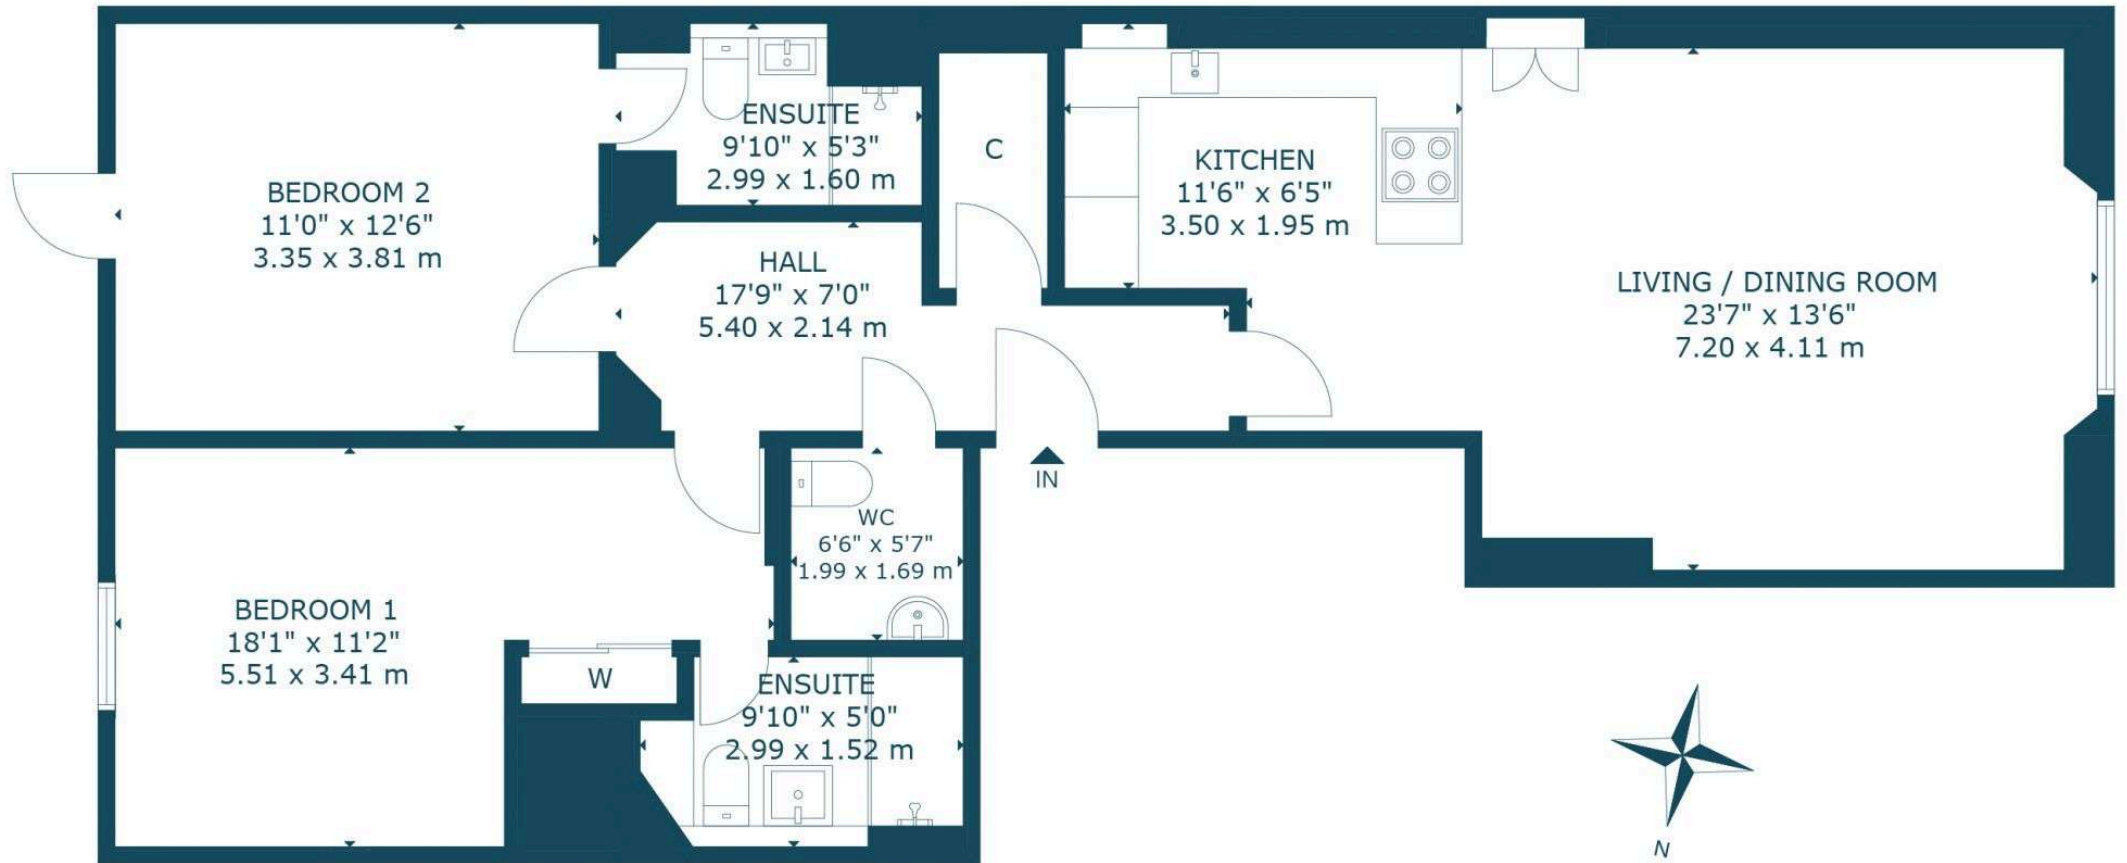 BEDROOM 2
11'0" x 12'6"
3.35 x 3.81 m
ENSUITE
9'10" x 5'3"
2.99 x 1.60 m
C
KITCHEN
11'6" x 6'5"
3.50 x 1.95 m
HALL
17'9" x 7'0"
5.40 x 2.14 m
LIVING / DINING ROOM
23'7" x 13'6"
7.20 x 4.11 m
IN
WC
6'6" x 5'7"
1.99 x 1.69 m
BEDROOM 1
18'1" x 11'2"
5.51 x 3.41 m
W
ENSUITE
9'10" x 5'0"
2.99 x 1.52 m
N